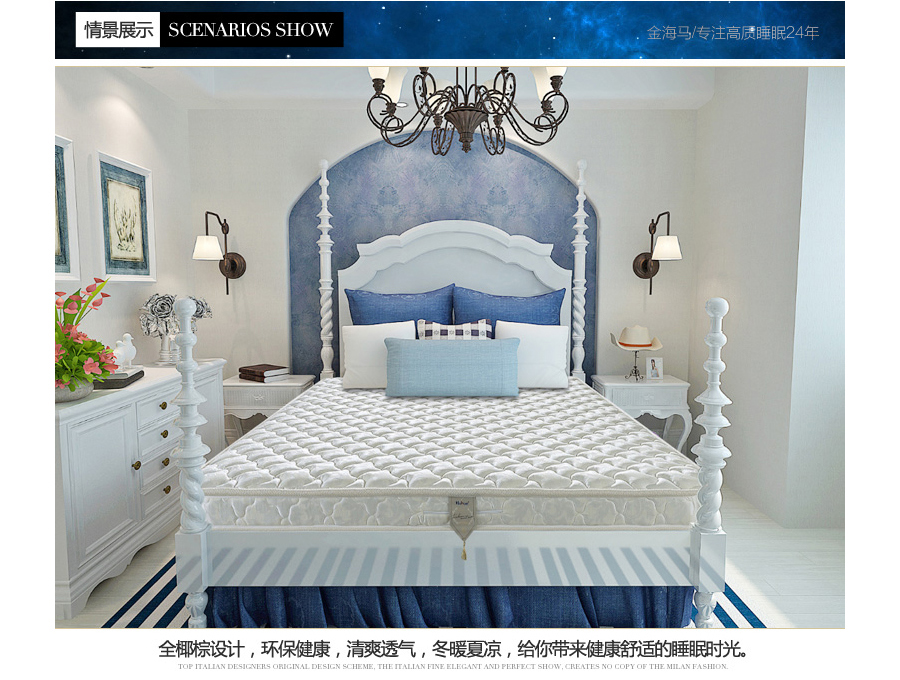 情景展示 SCENARIOS SHOW
金海马/专注高质睡眠24年
全椰棕设计，环保健康，清爽透气，冬暖夏凉，给你带来健康舒适的睡眠时光。
TOP ITALIAN DESIGNERS ORIGINAL DESIGN SCHEME, THE ITALIAN FINE ELEGANT AND PERFECT SHOW, CREATES NO COPY OF THE MILAN FASHION.